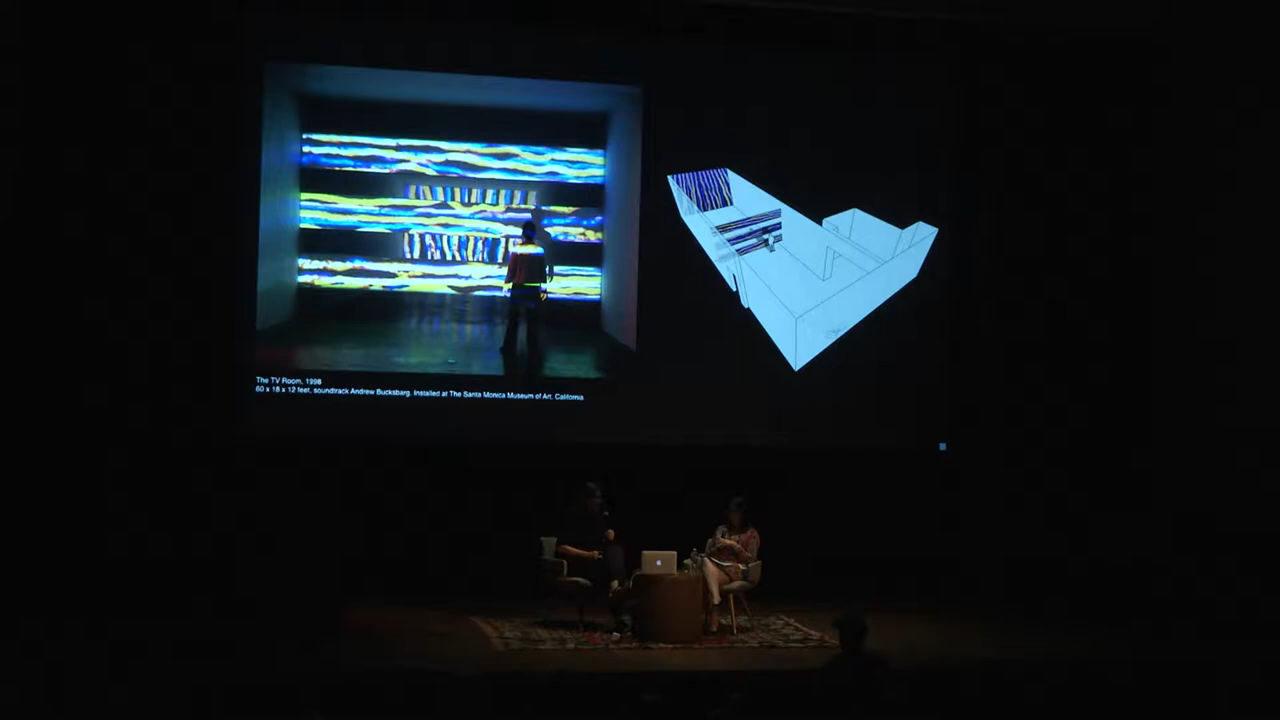 The TV Room, 1998
60 x 18 x 12 feet, soundtrack Andrew Bucksbarg. Installed at The Santa Monica Museum of Art, California